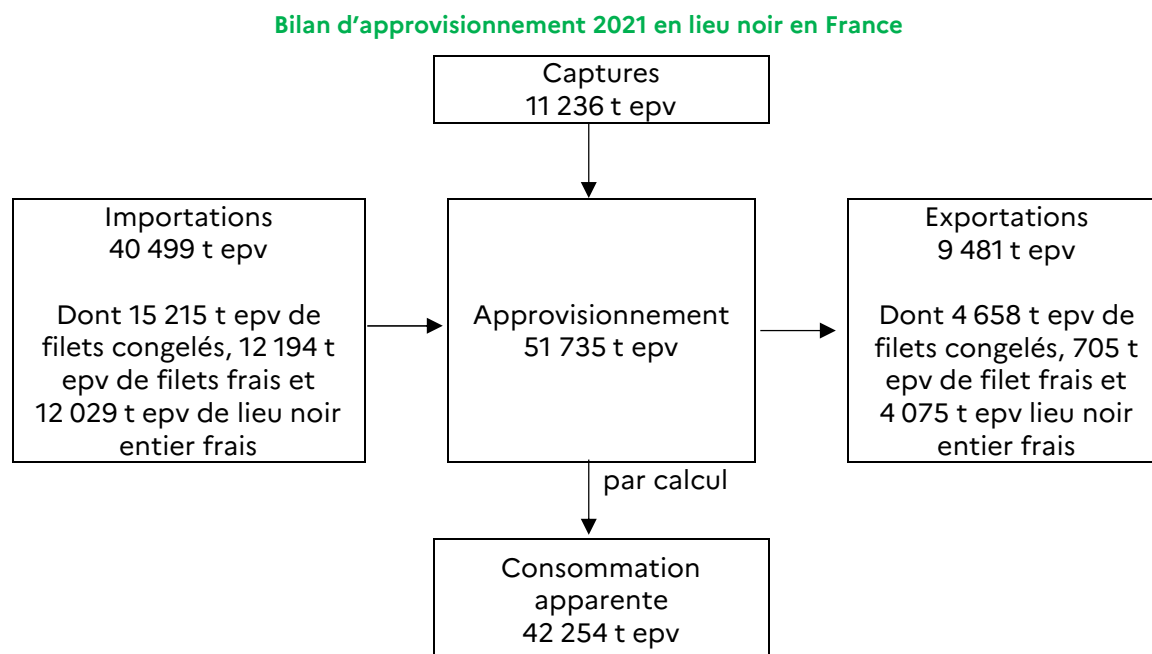 Bilan d'approvisionnement 2021 en lieu noir en France
Captures
11 236 t epv
Importations
40 499 t epv
Dont 15 215 t epv de
filets congelés, 12 194 t
epv de filets frais et
12 029 t epv de lieu noir
entier frais
Approvisionnement
51 735 t epv
Exportations
9 481 t epv
Dont 4 658 t epv de
filets congelés, 705 t
epv de filet frais et
4 075 t epv lieu noir
entier frais
par calcul
Consommation
apparente
42 254 t epv